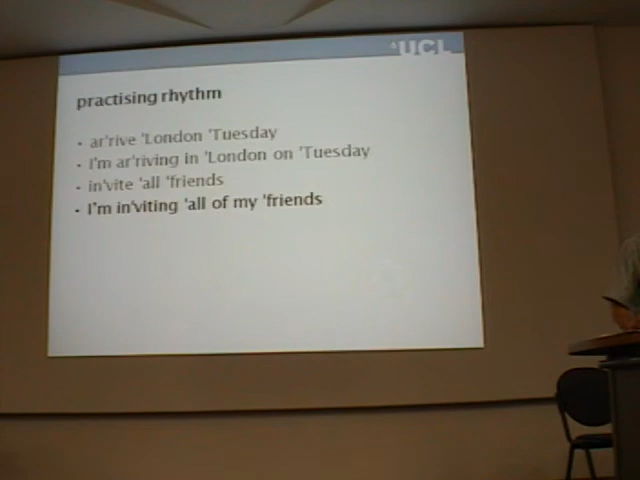 UCL
practising rhythm
• ar'rive 'London 'Tuesday
• I'm ar'riving in 'London on 'Tuesday
• in'vite 'all 'friends
• I'm in'viting 'all of my 'friends